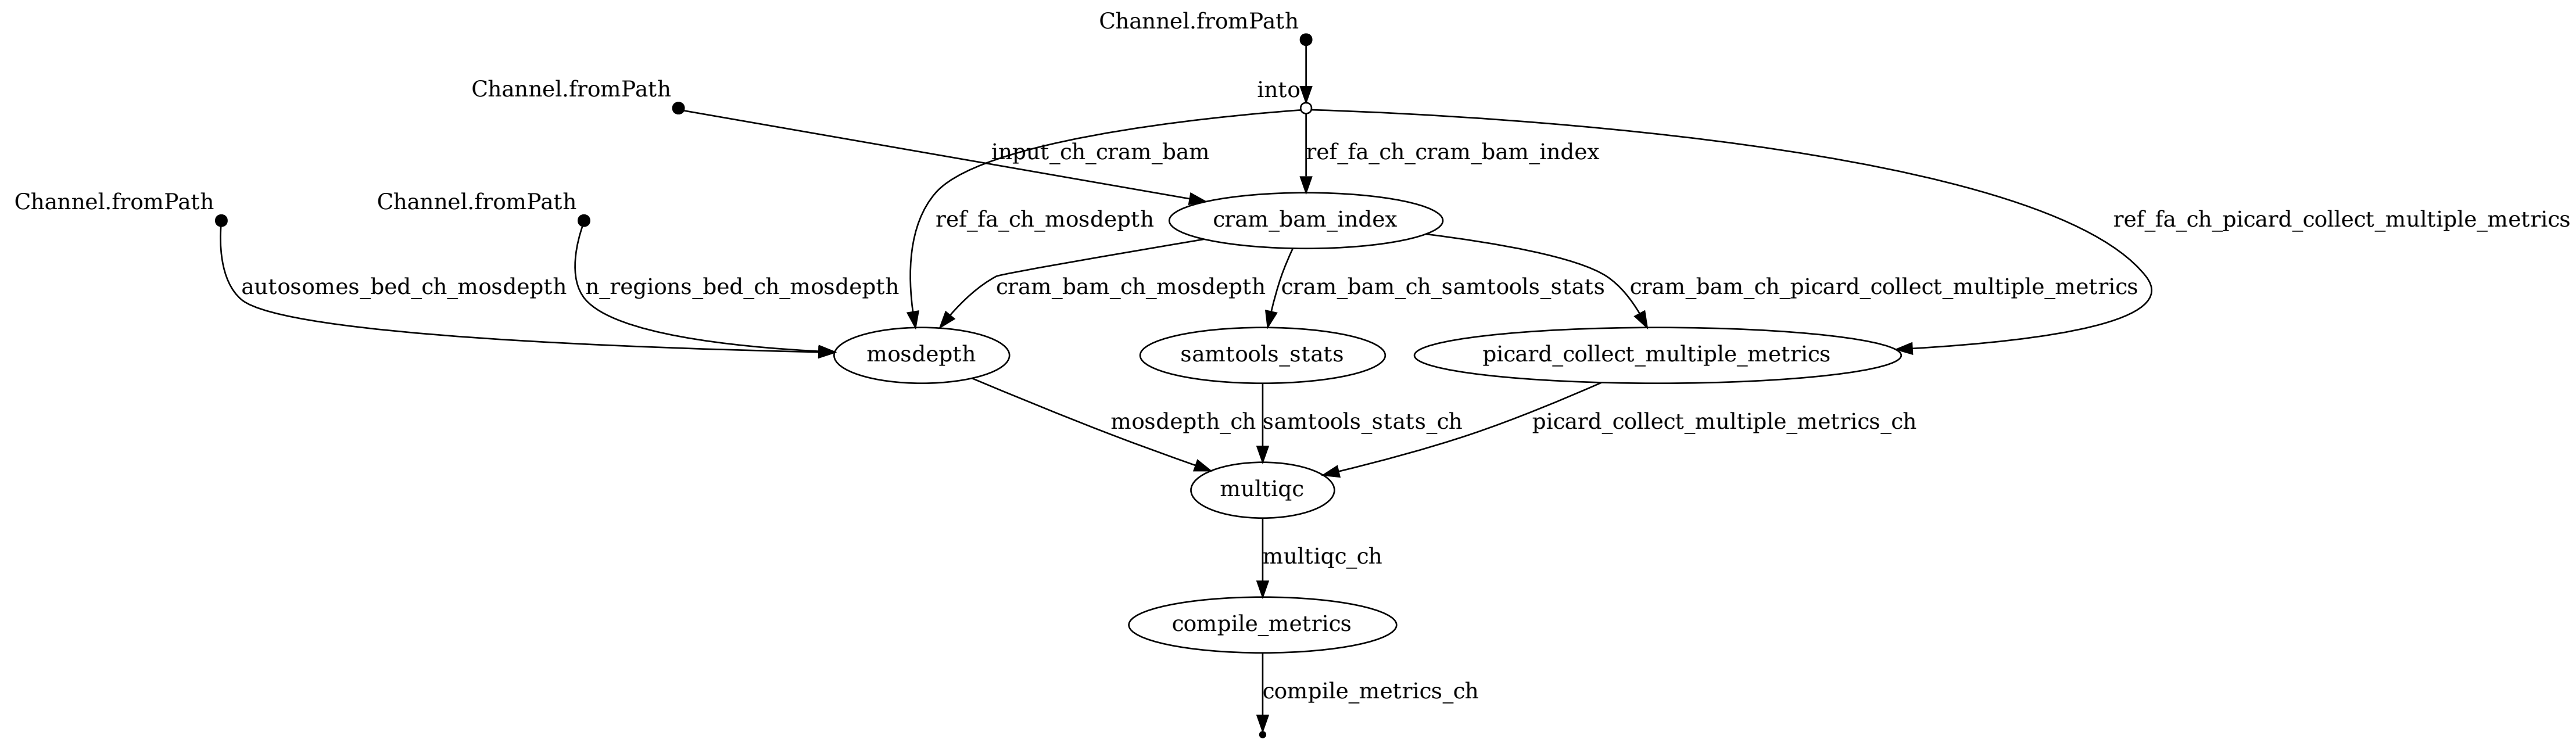 Channel.fromPath
Channel.fromPath
into
input_ch_cram_bam
ref_fa_ch_cram_bam_index
Channel.fromPath
Channel.fromPath
ref_fa_ch_mosdepth
cram_bam_index
ref_fa_ch_picard_collect_multiple_metrics
autosomes_bed_ch_mosdepth
n_regions_bed_ch_mosdepth
cram_bam_ch_mosdepth
cram_bam_ch_samtools_stats
cram_bam_ch_picard_collect_multiple_metrics
mosdepth
samtools_stats
picard_collect_multiple_metrics
mosdepth_ch
samtools_stats_ch
picard_collect_multiple_metrics_ch
multiqc
multiqc_ch
compile_metrics
compile_metrics_ch